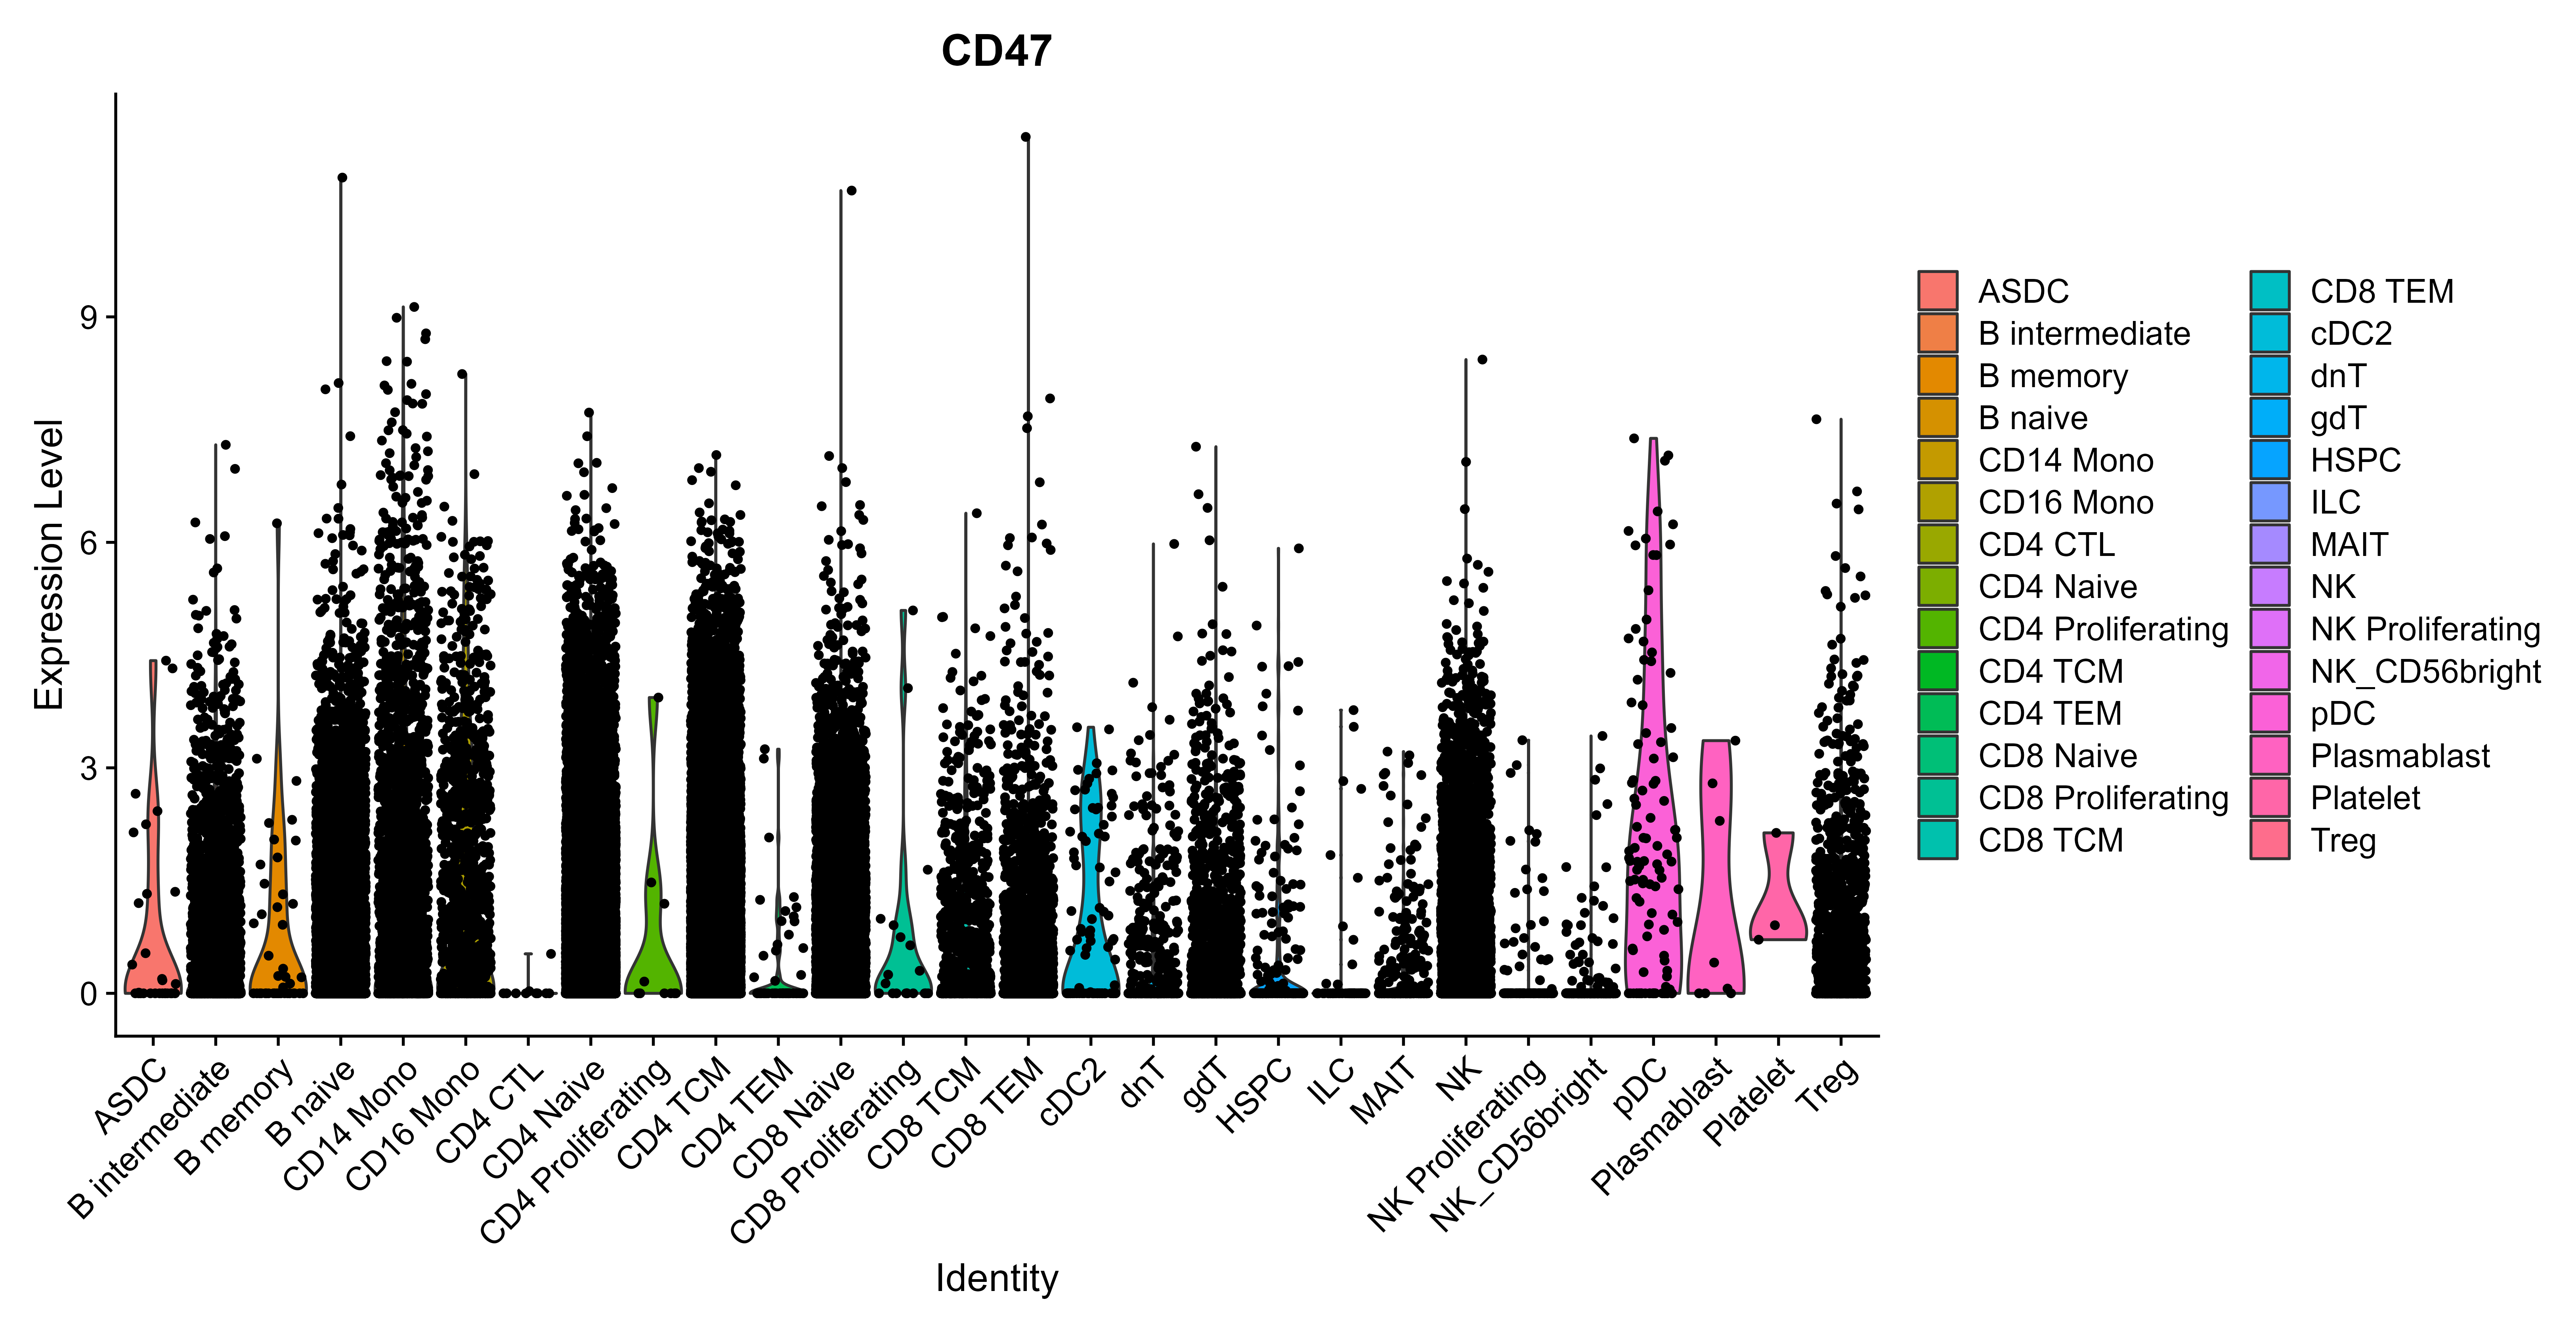 CD47
Expression Level
9
6
3
0
ASDC
B intermediate
B memory
B naive
CD14 Mono
CD16 Mono
CD4 CTL
CD4 Naive
CD4 Proliferating
CD4 TCM
CD4 TEM
CD8 Naive
CD8 Proliferating
CD8 TCM
CD8 TEM
cDC2
dnT
gdT
HSPC
ILC
MAIT
NK
NK Proliferating
NK_CD56bright
pDC
Plasmablast
Platelet
Treg
Identity
ASDC
B intermediate
B memory
B naive
CD14 Mono
CD16 Mono
CD4 CTL
CD4 Naive
CD4 Proliferating
CD4 TCM
CD4 TEM
CD8 Naive
CD8 Proliferating
CD8 TCM
CD8 TEM
cDC2
dnT
gdT
HSPC
ILC
MAIT
NK
NK Proliferating
NK_CD56bright
pDC
Plasmablast
Platelet
Treg